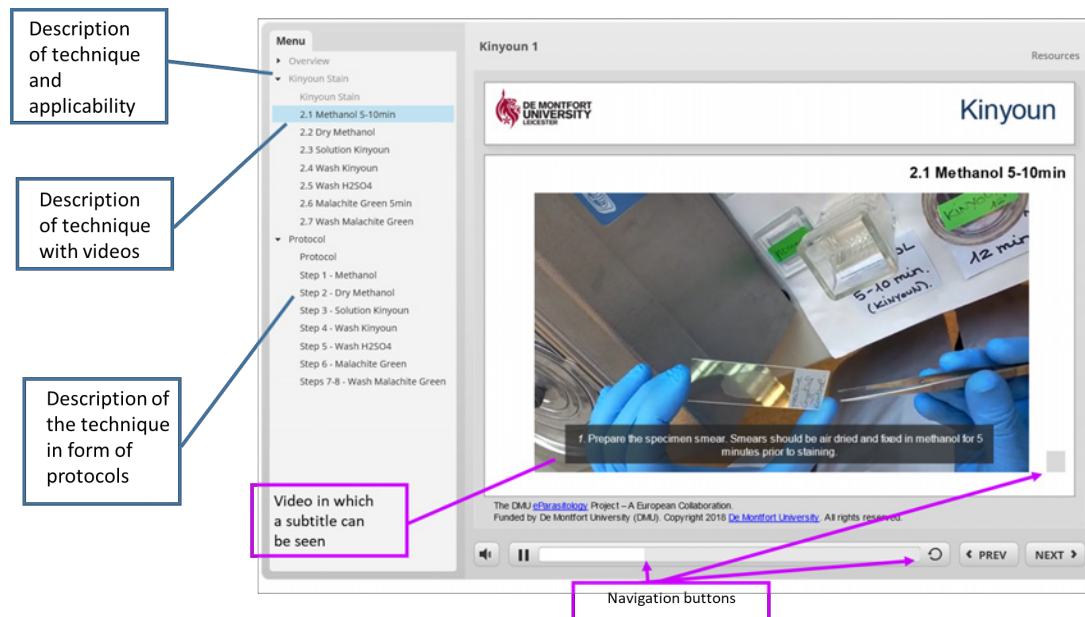 Description
of technique
and
applicability
Description
of technique
with videos
Description of
the technique
in form of
protocols
Video in which
a subtitle can
be seen
Menu
Overview
Kinyoun Stain
Kinyoun Stain
2.1 Methanol 5-10min
2.2 Dry Methanol
2.3 Solution Kinyoun
2.4 Wash Kinyoun
2.5 Wash H2SO4
2.6 Malachite Green 5min
2.7 Wash Malachite Green
Protocol
Protocol
Step 1 - Methanol
Step 2 - Dry Methanol
Step 3 - Solution Kinyoun
Step 4 - Wash Kinyoun
Step 5 - Wash H2SO4
Step 6 - Malachite Green
Steps 7-8 - Wash Malachite Green
Kinyoun 1
Resources
DE MONTFORT
UNIVERSITY
LEICESTER
Kinyoun
2.1 Methanol 5-10min
KINYOUN
12 min
5-10 min.
(KINYOUN).
1. Prepare the specimen smear. Smears should be air dried and fixed in methanol for 5
minutes prior to staining.
The DMU eParasitology Project – A European Collaboration.
Funded by De Montfort University (DMU). Copyright 2018 De Montfort University. All rights reserved.
PREV
NEXT
Navigation buttons